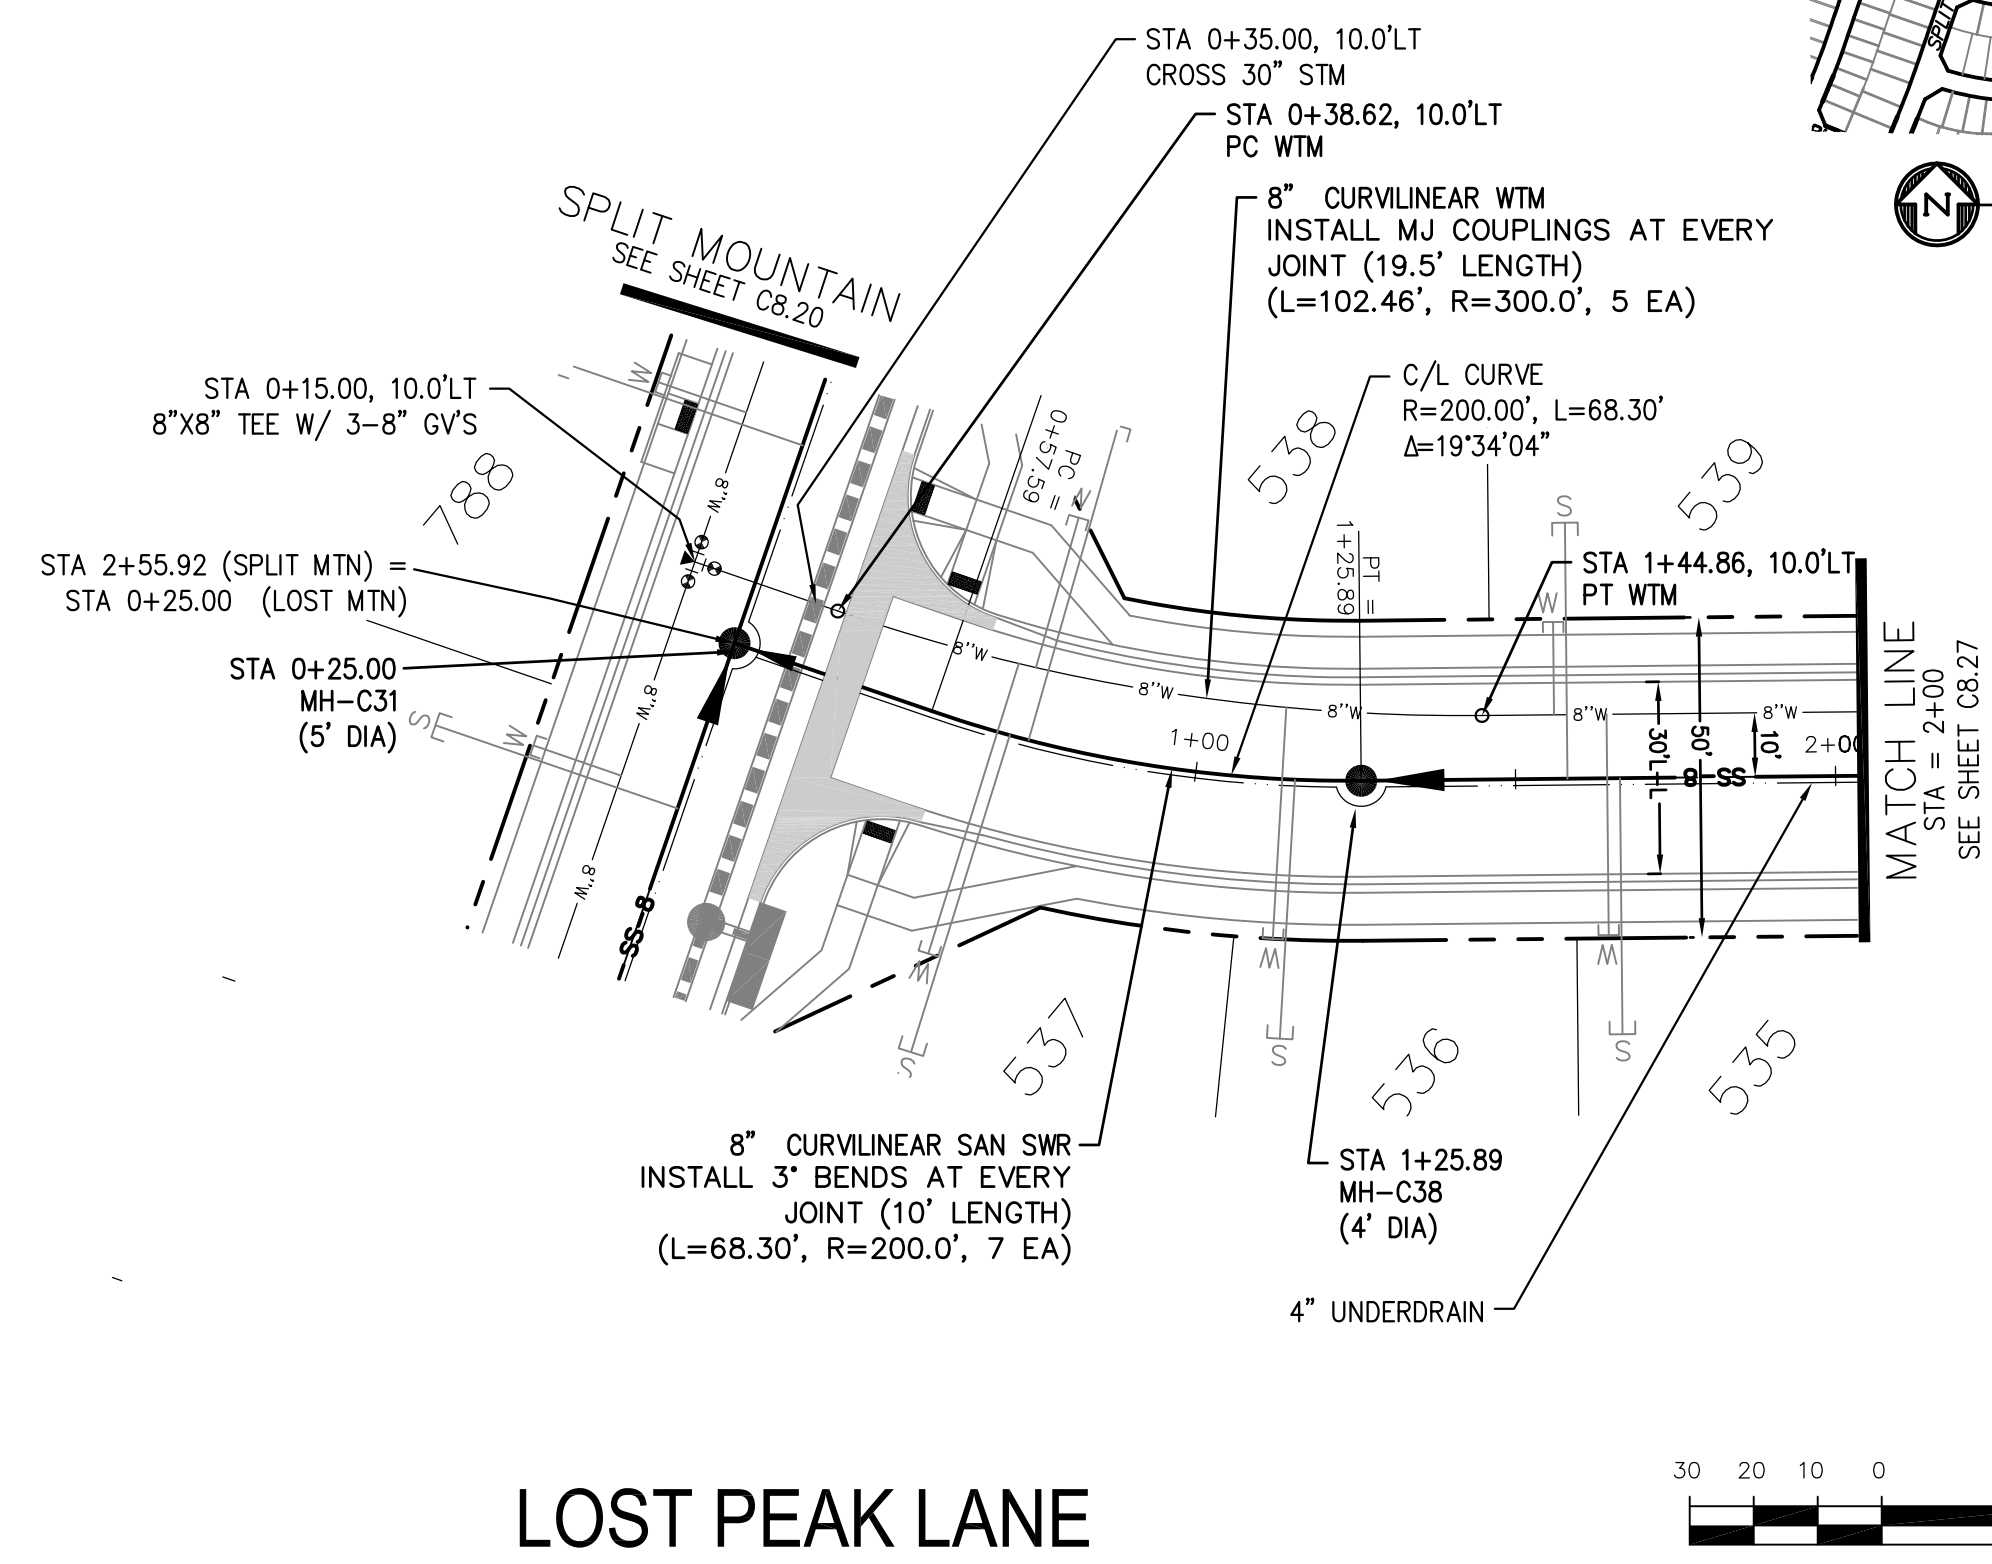 STA 0+35.00, 10.0'LT
CROSS 30" STM
STA 0+38.62, 10.0'LT
PC WTM
8" CURVILINEAR WTM
INSTALL MJ COUPLINGS AT EVERY
JOINT (19.5' LENGTH)
(L=102.46', R=300.0', 5 EA)
SPLIT
N
SPLIT MOUNTAIN
SEE SHEET C8.20
C/L CURVE
R=200.00', L=68.30'
Δ=19°34'04"
STA 0+15.00, 10.0'LT
8"X8" TEE W/ 3-8" GV'S
788
538
539
PC =
0+57.59
PT =
1+25.89
STA 2+55.92 (SPLIT MTN) =
STA 0+25.00 (LOST MTN)
STA 0+25.00
MH-C31
(5' DIA)
STA 1+44.86, 10.0'LT
PT WTM
W
W
S
W
S
W
8"W
8"W
8"W
8"W
8"W
8"W
8"W
8"W
1+00
2+00
30' L-L
50'
10'
8 SS
SS-8
MATCH LINE
STA = 2+00
SEE SHEET C8.27
W
W
W
S
S
S
537
536
535
8" CURVILINEAR SAN SWR
INSTALL 3° BENDS AT EVERY
JOINT (10' LENGTH)
(L=68.30', R=200.0', 7 EA)
STA 1+25.89
MH-C38
(4' DIA)
4" UNDERDRAIN
LOST PEAK LANE
30 20 10 0